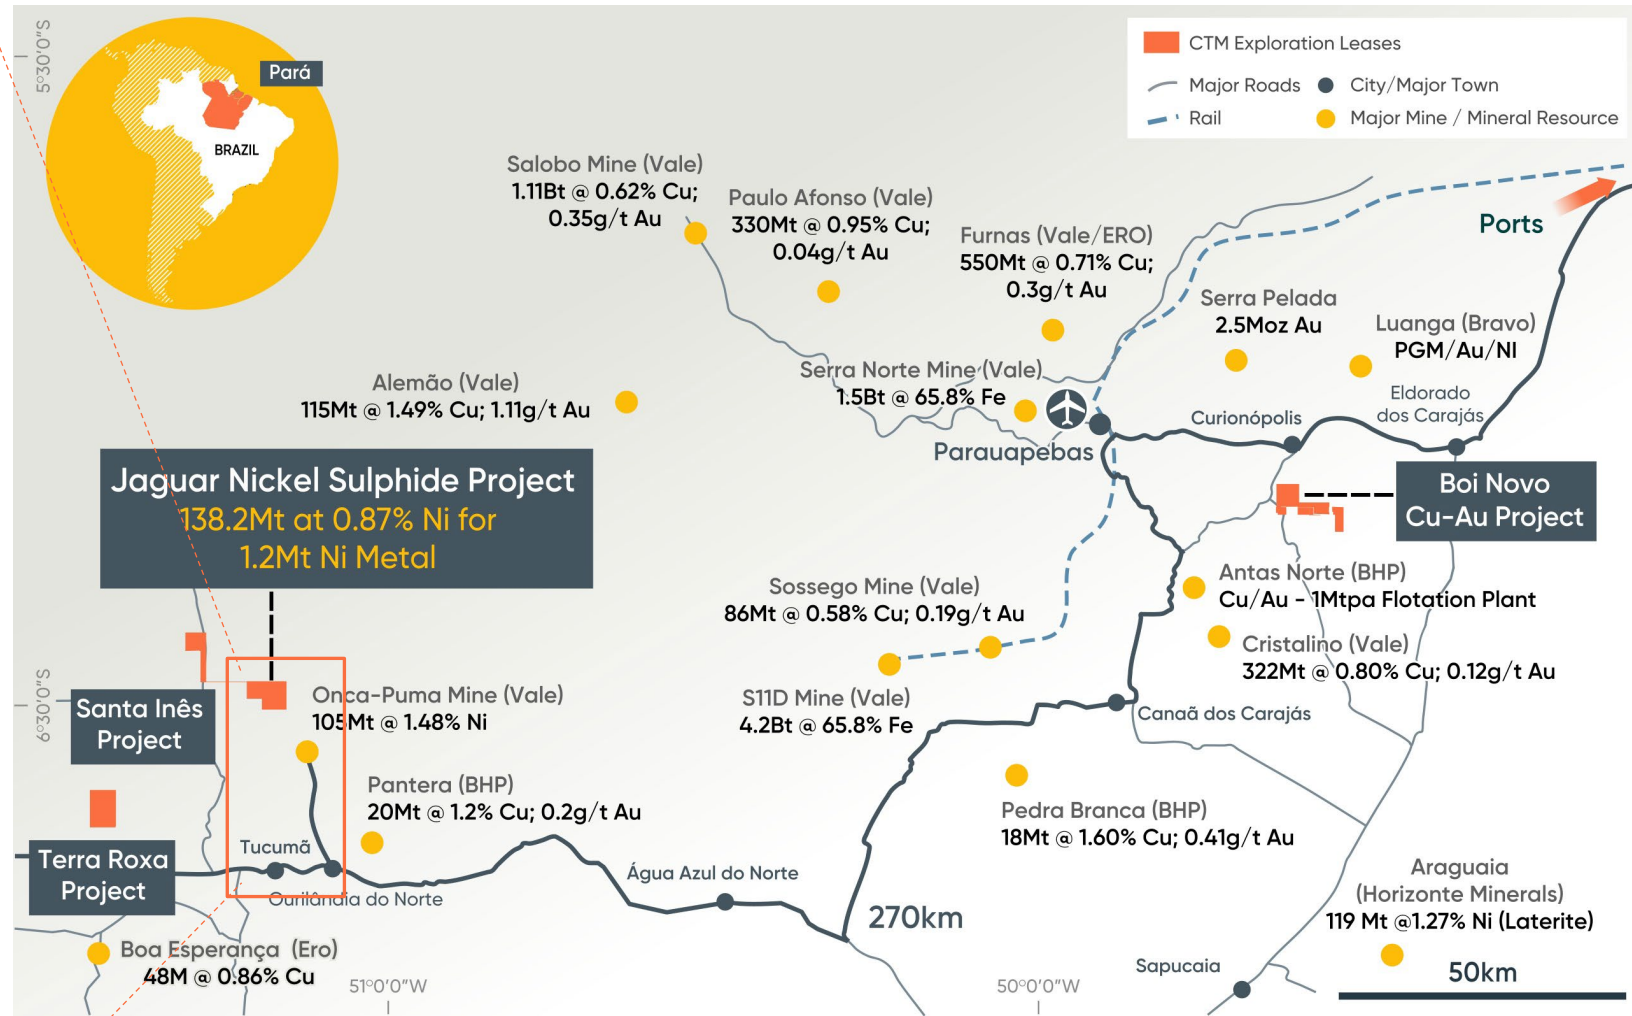 5°30'0"S
Pará
BRAZIL
CTM Exploration Leases
Major Roads
City/Major Town
Rail
Major Mine / Mineral Resource
Salobo Mine (Vale)
1.11Bt @ 0.62% Cu;
0.35g/t Au
Paulo Afonso (Vale)
330Mt @ 0.95% Cu;
0.04g/t Au
Furnas (Vale/ERO)
550Mt @ 0.71% Cu;
0.3g/t Au
Ports
Serra Pelada
2.5Moz Au
Luanga (Bravo)
PGM/Au/NI
Alemão (Vale)
115Mt @ 1.49% Cu; 1.11g/t Au
Serra Norte Mine (Vale)
1.5Bt @ 65.8% Fe
Parauapebas
Curionópolis
Eldorado
dos Carajás
Jaguar Nickel Sulphide Project
138.2Mt at 0.87% Ni for
1.2Mt Ni Metal
Boi Novo
Cu-Au Project
Sossego Mine (Vale)
86Mt @ 0.58% Cu; 0.19g/t Au
Antas Norte (BHP)
Cu/Au - 1Mtpa Flotation Plant
Cristalino (Vale)
322Mt @ 0.80% Cu; 0.12g/t Au
6°30'0"S
Santa Inês
Project
Onca-Puma Mine (Vale)
105Mt @ 1.48% Ni
S11D Mine (Vale)
4.2Bt @ 65.8% Fe
Canaã dos Carajás
Pantera (BHP)
20Mt @ 1.2% Cu; 0.2g/t Au
Pedra Branca (BHP)
18Mt @ 1.60% Cu; 0.41g/t Au
Terra Roxa
Project
Tucumã
Ourilândia do Norte
Água Azul do Norte
270km
Araguaia
(Horizonte Minerals)
119 Mt @1.27% Ni (Laterite)
Boa Esperança (Ero)
48M @ 0.86% Cu
51°0'0"W
50°0'0"W
Sapucaia
50km